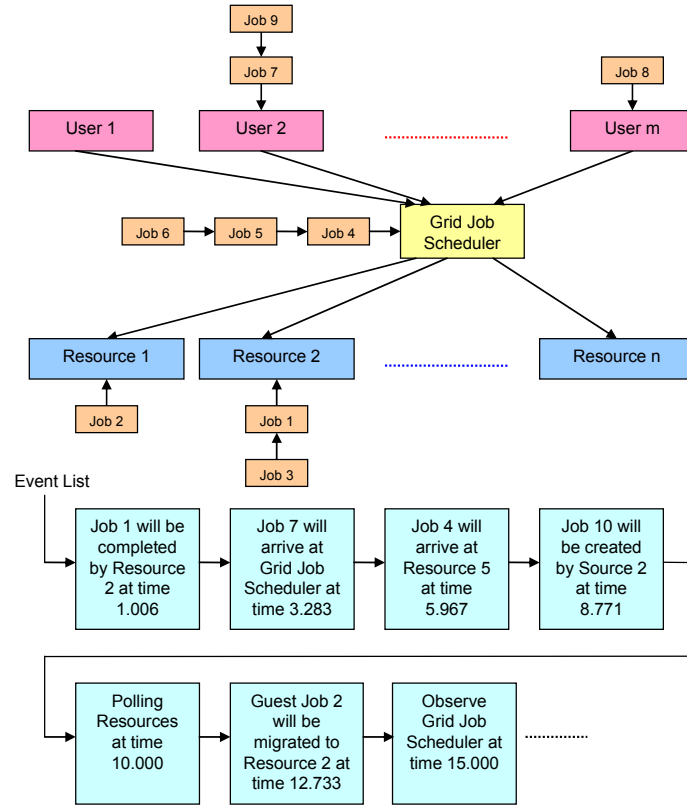 Job 9
Job 7
Job 8
User 1
User 2
User m
Grid Job
Scheduler
Job 6
Job 5
Job 4
Resource 1
Resource 2
Resource n
Job 2
Job 1
Job 3
Event List
Job 1 will be
completed
by Resource
2 at time
1.006
Job 7 will
arrive at
Grid Job
Scheduler at
time 3.283
Job 4 will
arrive at
Resource 5
at time
5.967
Job 10 will
be created
by Source 2
at time
8.771
Polling
Resources
at time
10.000
Guest Job 2
will be
migrated to
Resource 2 at
time 12.733
Observe
Grid Job
Scheduler at
time 15.000